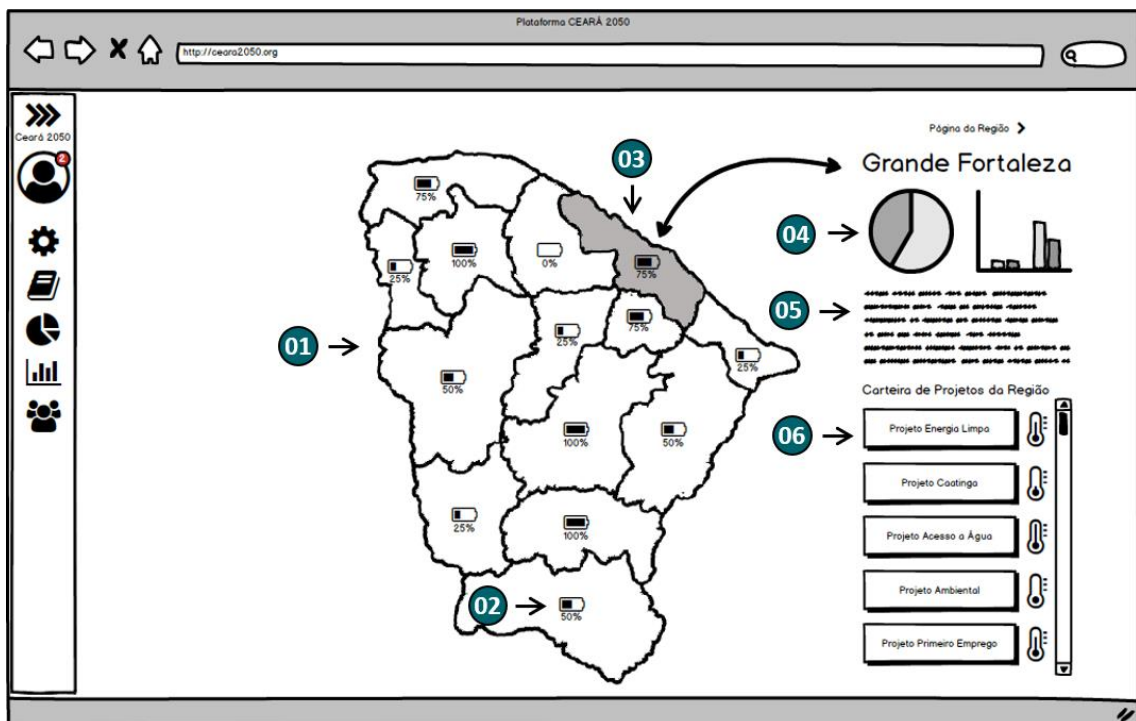 Plataforma CEARÁ 2050
http://ceara2050.org
Ceará 2050
2
Página da Região
Grande Fortaleza
03
04
75%
100%
0%
75%
25%
05
01
75%
25%
25%
50%
Carteira de Projetos da Região
06
Projeto Energia Limpa
100%
50%
Projeto Caatinga
25%
100%
Projeto Acesso a Água
02
50%
Projeto Ambiental
Projeto Primeiro Emprego